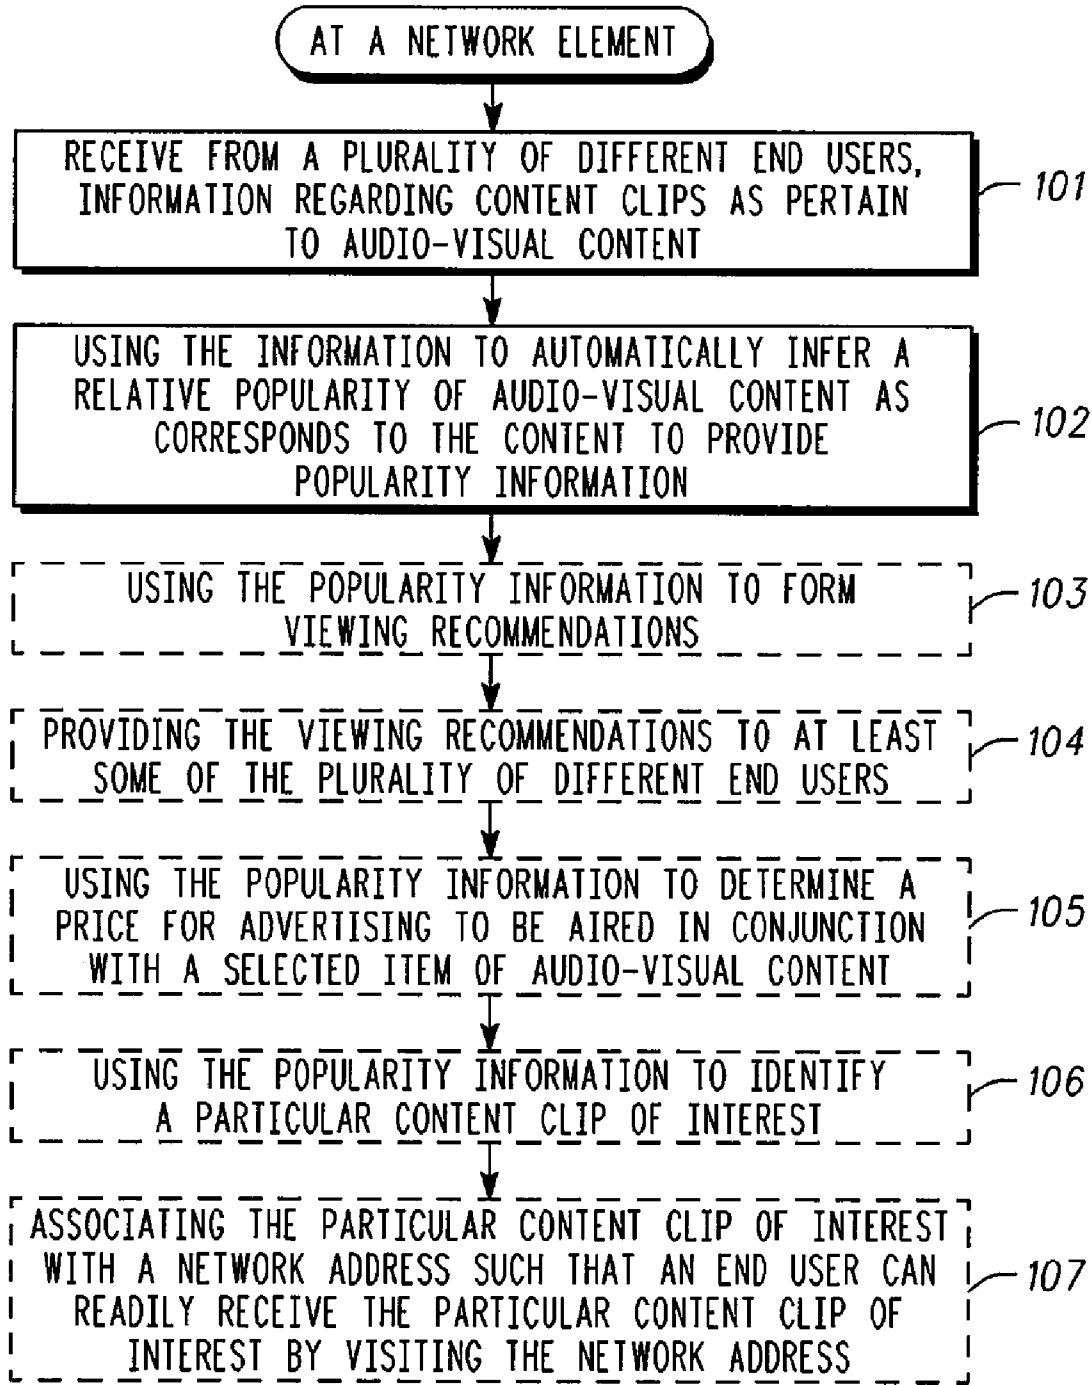 AT A NETWORK ELEMENT
RECEIVE FROM A PLURALITY OF DIFFERENT END USERS,
INFORMATION REGARDING CONTENT CLIPS AS PERTAIN
TO AUDIO-VISUAL CONTENT
101
USING THE INFORMATION TO AUTOMATICALLY INFER A
RELATIVE POPULARITY OF AUDIO-VISUAL CONTENT AS
CORRESPONDS TO THE CONTENT TO PROVIDE
POPULARITY INFORMATION
102
USING THE POPULARITY INFORMATION TO FORM
VIEWING RECOMMENDATIONS
103
PROVIDING THE VIEWING RECOMMENDATIONS TO AT LEAST
SOME OF THE PLURALITY OF DIFFERENT END USERS
104
USING THE POPULARITY INFORMATION TO DETERMINE A
PRICE FOR ADVERTISING TO BE AIRED IN CONJUNCTION
WITH A SELECTED ITEM OF AUDIO-VISUAL CONTENT
105
USING THE POPULARITY INFORMATION TO IDENTIFY
A PARTICULAR CONTENT CLIP OF INTEREST
106
ASSOCIATING THE PARTICULAR CONTENT CLIP OF INTEREST
WITH A NETWORK ADDRESS SUCH THAT AN END USER CAN
READILY RECEIVE THE PARTICULAR CONTENT CLIP OF
INTEREST BY VISITING THE NETWORK ADDRESS
107